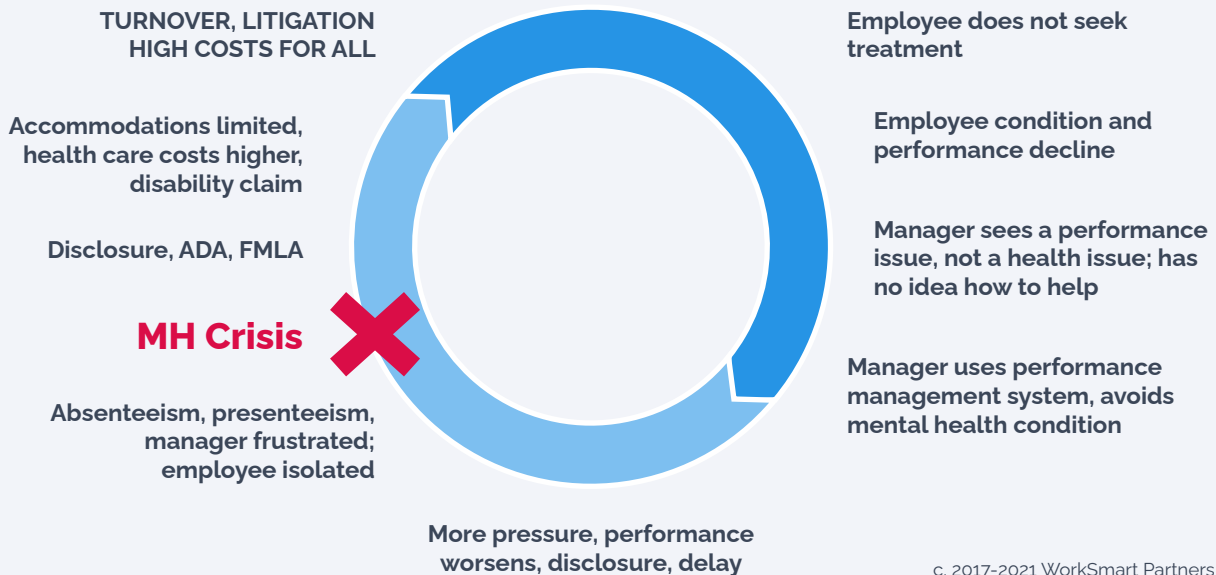 TURNOVER, LITIGATION
HIGH COSTS FOR ALL
Employee does not seek
treatment
Employee condition and
performance decline
Manager sees a performance
issue, not a health issue; has
no idea how to help
Manager uses performance
management system, avoids
mental health condition
More pressure, performance
worsens, disclosure, delay
Absenteeism, presenteeism,
manager frustrated;
employee isolated
MH Crisis
Disclosure, ADA, FMLA
Accommodations limited,
health care costs higher,
disability claim
c. 2017-2021 WorkSmart Partners